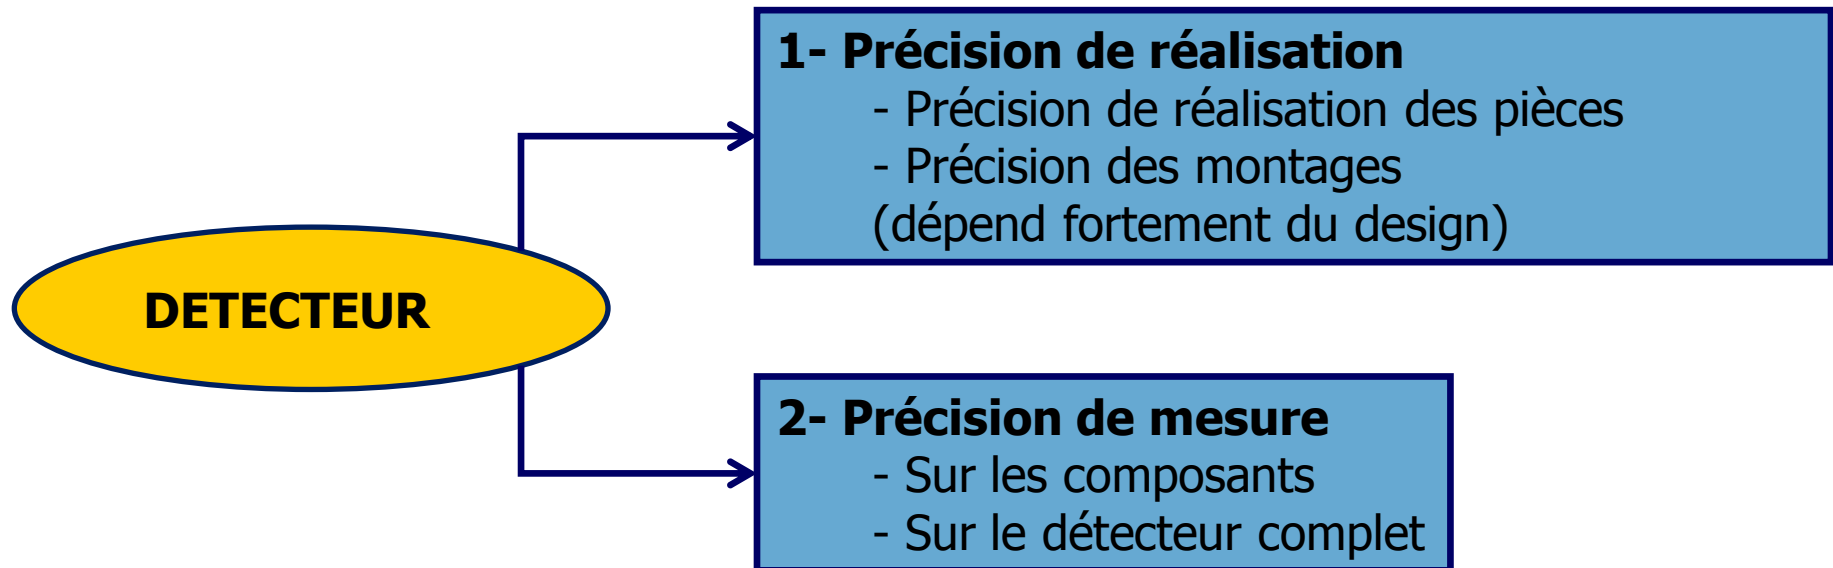 1- Précision de réalisation
- Précision de réalisation des pièces
- Précision des montages
(dépend fortement du design)
DETECTEUR
2- Précision de mesure
- Sur les composants
- Sur le détecteur complet